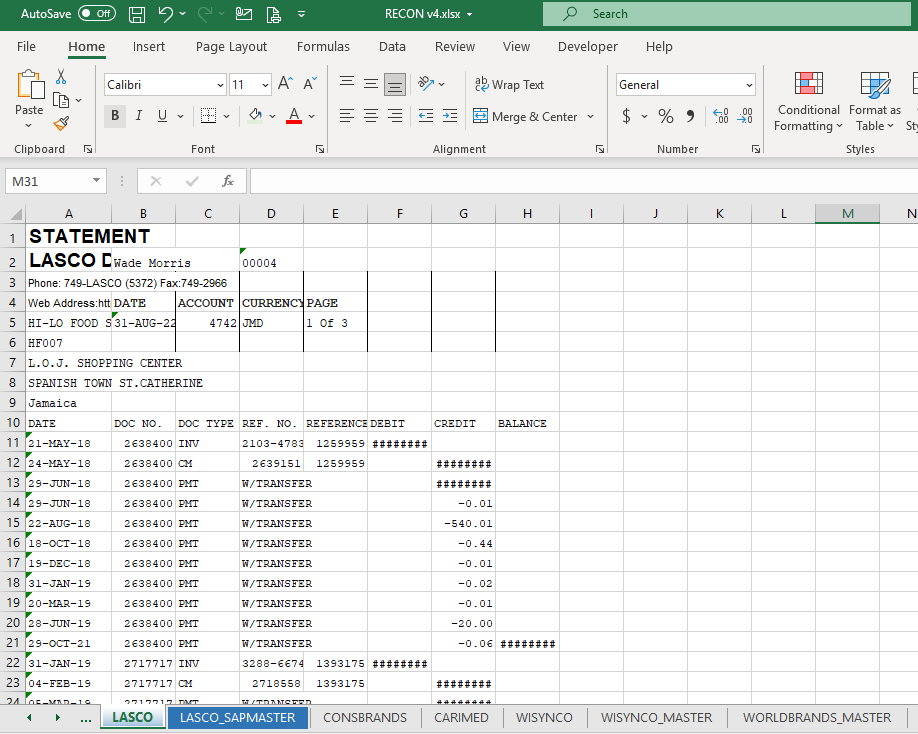 AutoSave Off RECON v4.xlsx Search
File Home Insert Page Layout Formulas Data Review View Developer Help
Calibri 11 Wrap Text General
Paste B I U Merge & Center $ % Conditional Formatting Format as Table
Clipboard Font Alignment Number Styles
M31 fx
A B C D E F G H I J K L M N
1 STATEMENT
2 LASCO D Wade Morris 00004
3 Phone: 749-LASCO (5372) Fax:749-2966
4 Web Address:htt DATE ACCOUNT CURRENCY PAGE
5 HI-LO FOOD S 31-AUG-22 4742 JMD 1 Of 3
6 HF007
7 L.O.J. SHOPPING CENTER
8 SPANISH TOWN ST.CATHERINE
9 Jamaica
10 DATE DOC NO. DOC TYPE REF. NO. REFERENCE DEBIT CREDIT BALANCE
11 21-MAY-18 2638400 INV 2103-4783 1259959 ########
12 24-MAY-18 2638400 CM 2639151 1259959 ########
13 29-JUN-18 2638400 PMT W/TRANSFER ########
14 29-JUN-18 2638400 PMT W/TRANSFER -0.01
15 22-AUG-18 2638400 PMT W/TRANSFER -540.01
16 18-OCT-18 2638400 PMT W/TRANSFER -0.44
17 19-DEC-18 2638400 PMT W/TRANSFER -0.01
18 31-JAN-19 2638400 PMT W/TRANSFER -0.02
19 20-MAR-19 2638400 PMT W/TRANSFER -0.01
20 28-JUN-19 2638400 PMT W/TRANSFER -20.00
21 29-OCT-21 2638400 PMT W/TRANSFER -0.06 ########
22 31-JAN-19 2717717 INV 3288-6674 1393175 ########
23 04-FEB-19 2717717 CM 2718558 1393175 ########
24 05-MAR-19 2717717 PMT W/TRANSFER ########
... LASCO LASCO_SAPMASTER CONSBRANDS CARIMED WISYNCO WISYNCO_MASTER WORLDBRANDS_MASTER